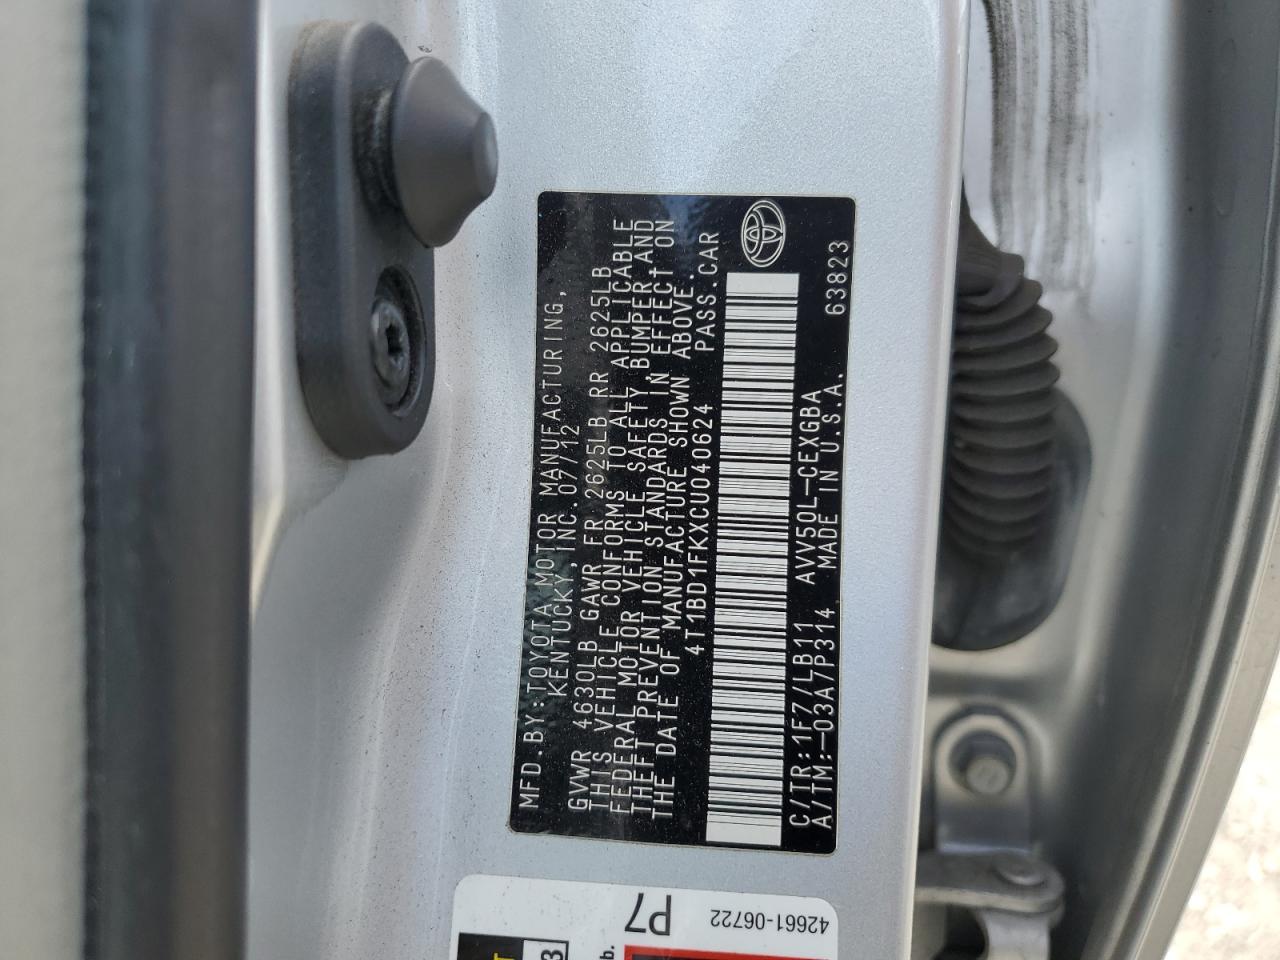 MFD.BY:TOYOTA MOTOR MANUFACTURING,
KENTUCKY,INC. 07/12
GVWR 4630LB GAWR FR 2625LB RR 2625LB
THIS VEHICLE CONFORMS TO ALL APPLICABLE
FEDERAL MOTOR VEHICLE SAFETY,BUMPER,AND
THEFT PREVENTION STANDARDS IN EFFECT ON
THE DATE OF MANUFACTURE SHOWN ABOVE.
4T1BD1FKXCU040624 PASS.CAR
C/TR:1F7/LB11 AVV50L-CEXGBA 63823
A/TM:-03A7P314 MADE IN U.S.A.
P7
42661-06722